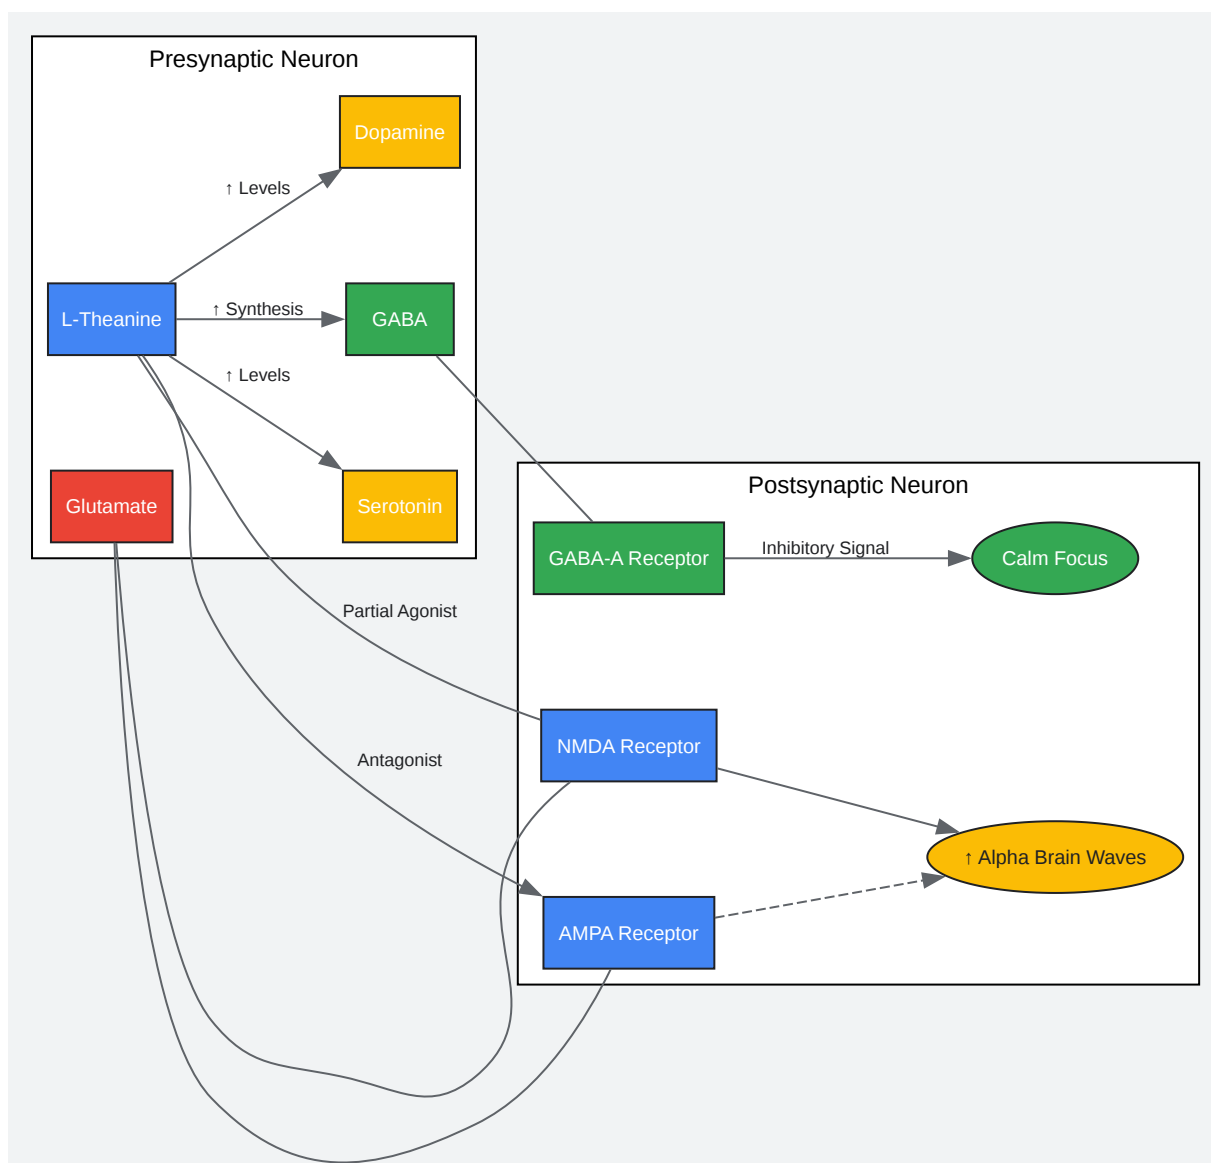 Presynaptic Neuron
Dopamine
↑ Levels
L-Theanine
↑ Synthesis
GABA
↑ Levels
Glutamate
Serotonin
Postsynaptic Neuron
GABA-A Receptor
Inhibitory Signal
Calm Focus
Partial Agonist
NMDA Receptor
Antagonist
↑ Alpha Brain Waves
AMPA Receptor